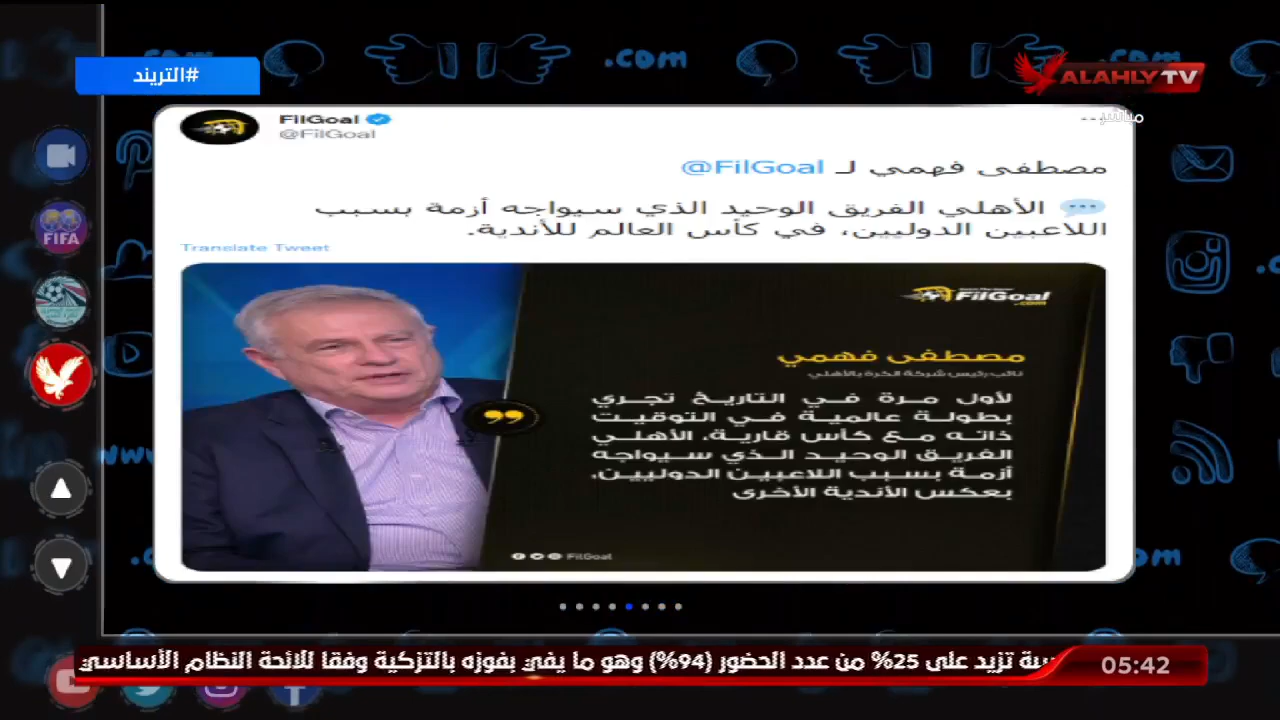 #التريند
ALAHLY TV
مباشر
FilGoal
@FilGoal
مصطفى فهمي لـ @FilGoal
الأهلي الفريق الوحيد الذي سيواجه أزمة بسبب
اللاعبين الدوليين، في كأس العالم للأندية.
Translate Tweet
FilGoal
.com
مصطفى فهمي
نائب رئيس شركة الكرة بالأهلي
لأول مرة في التاريخ تجري
بطولة عالمية في التوقيت
ذاته مع كأس قارية، الأهلي
الفريق الوحيد الذي سيواجه
أزمة بسبب اللاعبين الدوليين،
بعكس الأندية الأخرى
FilGoal
FIFA
.com
www
تزيد على 25% من عدد الحضور (94%) وهو ما يفي بفوزه بالتزكية وفقا للائحة النظام الأساسي
05:42